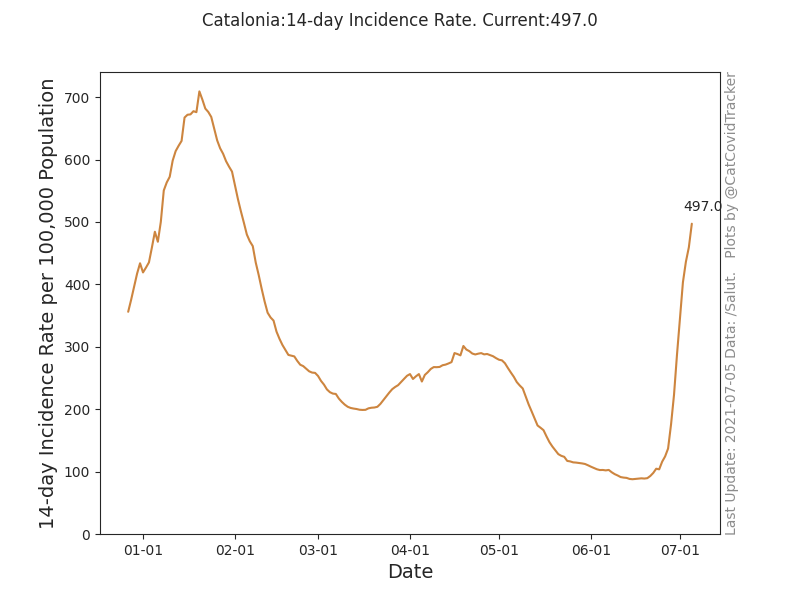 Catalonia:14-day Incidence Rate. Current:497.0
14-day Incidence Rate per 100,000 Population
700
600
500
400
300
200
100
0
497.0
01-01 02-01 03-01 04-01 05-01 06-01 07-01
Date
Last Update: 2021-07-05 Data: /Salut. Plots by @CatCovidTracker